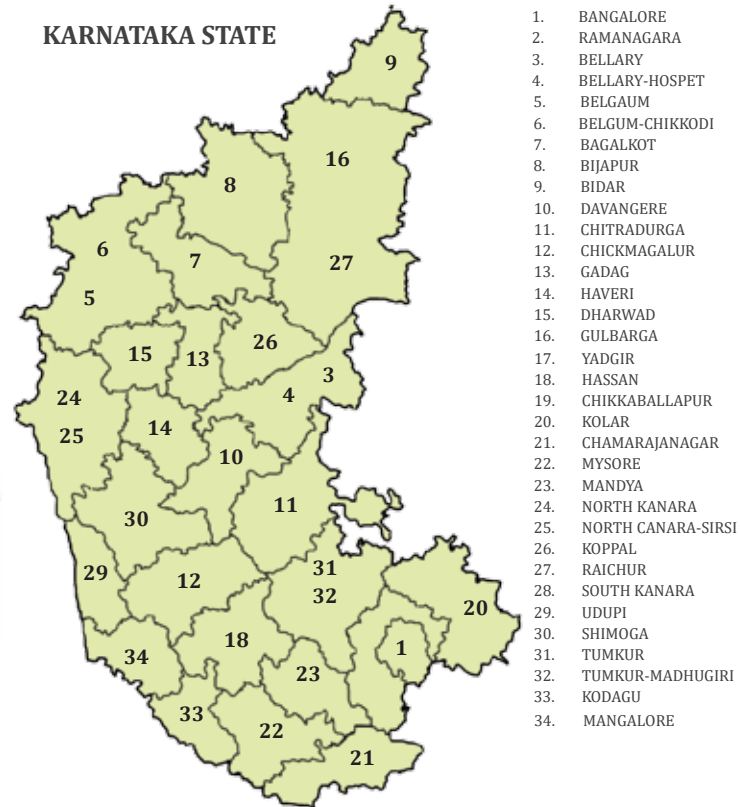 KARNATAKA STATE
9
16
8
6
7
27
5
26
15
13
3
24
4
14
25
10
11
30
31
29
12
32
20
18
1
34
23
33
22
21
1. BANGALORE
2. RAMANAGARA
3. BELLARY
4. BELLARY-HOSPET
5. BELGAUM
6. BELGUM-CHIKKODI
7. BAGALKOT
8. BIJAPUR
9. BIDAR
10. DAVANGERE
11. CHITRADURGA
12. CHICKMAGALUR
13. GADAG
14. HAVERI
15. DHARWAD
16. GULBARGA
17. YADGIR
18. HASSAN
19. CHIKKABALLAPUR
20. KOLAR
21. CHAMARAJANAGAR
22. MYSORE
23. MANDYA
24. NORTH KANARA
25. NORTH CANARA-SIRSI
26. KOPPAL
27. RAICHUR
28. SOUTH KANARA
29. UDUPI
30. SHIMOGA
31. TUMKUR
32. TUMKUR-MADHUGIRI
33. KODAGU
34. MANGALORE